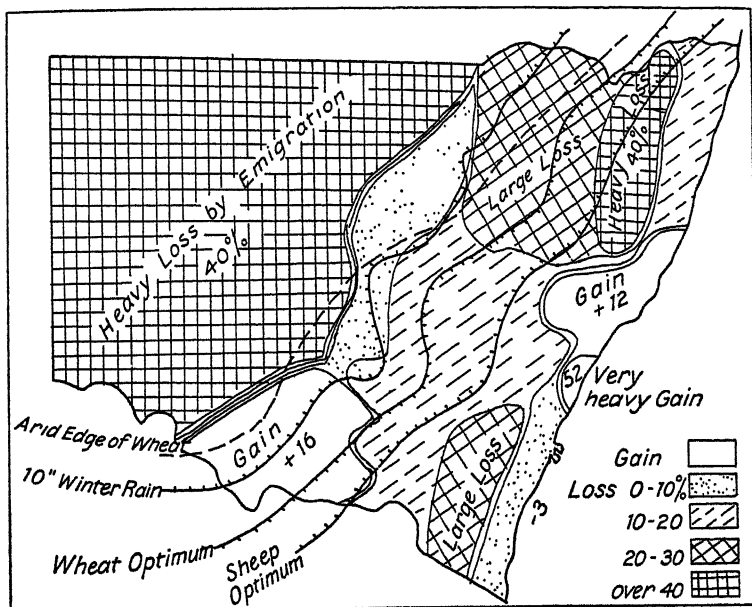 Heavy Loss by Emigration
40%
Large Loss
Heavy Loss
40%
Gain
+12
52
Very
heavy Gain
Arid Edge of Wheat
Gain
+16
10" Winter Rain
Wheat Optimum
Sheep
Optimum
Large Loss
-3
Gain
Loss 0-10%
10-20
20-30
over 40